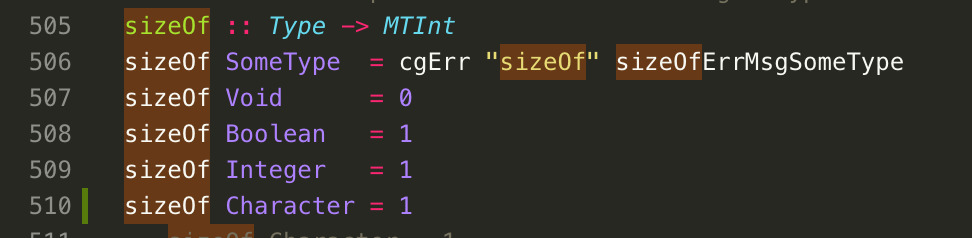 505 sizeOf :: Type -> MTInt
506 sizeOf SomeType = cgErr "sizeOf" sizeOfErrMsgSomeType
507 sizeOf Void = 0
508 sizeOf Boolean = 1
509 sizeOf Integer = 1
510 sizeOf Character = 1